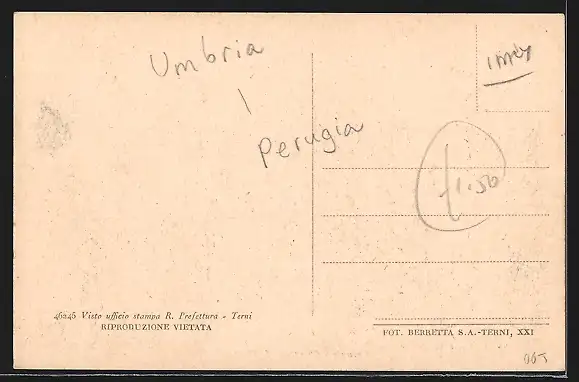 Umbria
/
Perugia
£1.50
46245 Visto ufficio stampa R. Prefettura - Terni
RIPRODUZIONE VIETATA
FOT. BERRETTA S.A.-TERNI, XXI